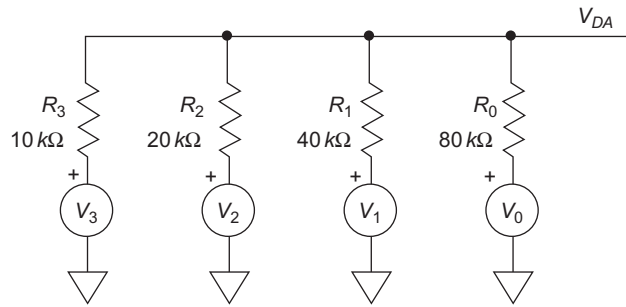 V_DA
R_3 R_2 R_1 R_0
10 kΩ 20 kΩ 40 kΩ 80 kΩ
+ + + +
V_3 V_2 V_1 V_0